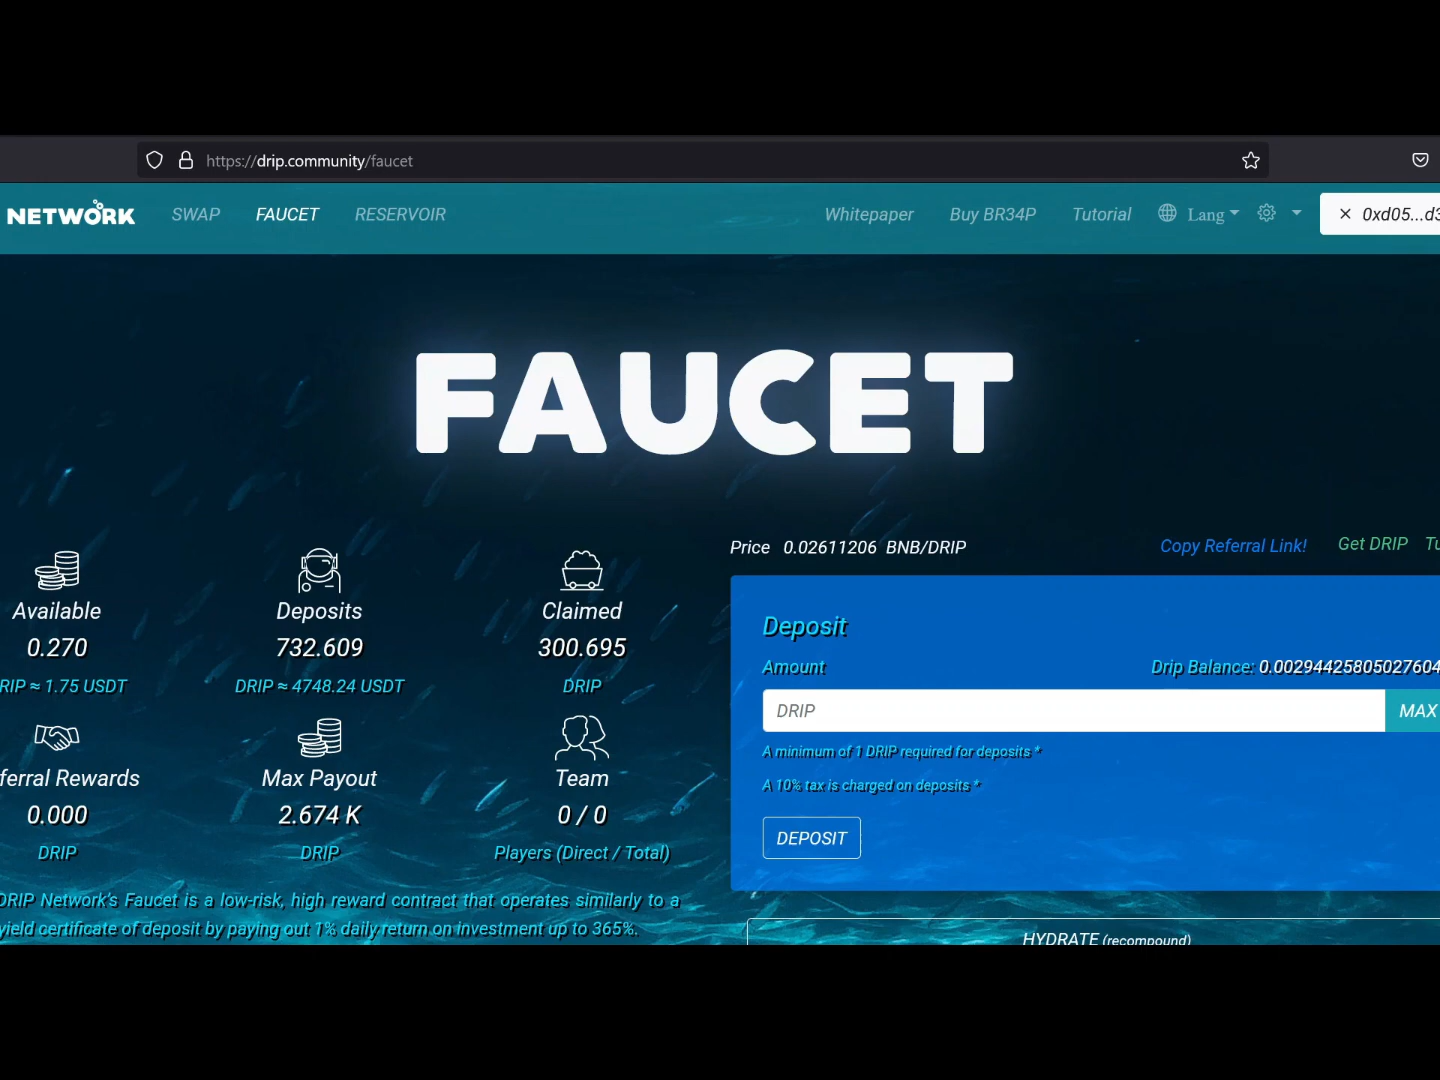 https://drip.community/faucet
NETWORK SWAP FAUCET RESERVOIR Whitepaper Buy BR34P Tutorial Lang 0xd05...d3
FAUCET
Price 0.02611206 BNB/DRIP Copy Referral Link! Get DRIP Tu
Available Deposits Claimed
0.270 732.609 300.695
RIP ≈ 1.75 USDT DRIP ≈ 4748.24 USDT DRIP
ferral Rewards Max Payout Team
0.000 2.674 K 0 / 0
DRIP DRIP Players (Direct / Total)
DRIP Network's Faucet is a low-risk, high reward contract that operates similarly to a
yield certificate of deposit by paying out 1% daily return on investment up to 365%.
Deposit
Amount Drip Balance: 0.00294425805027604
DRIP MAX
A minimum of 1 DRIP required for deposits *
A 10% tax is charged on deposits *
DEPOSIT
HYDRATE (recompound)